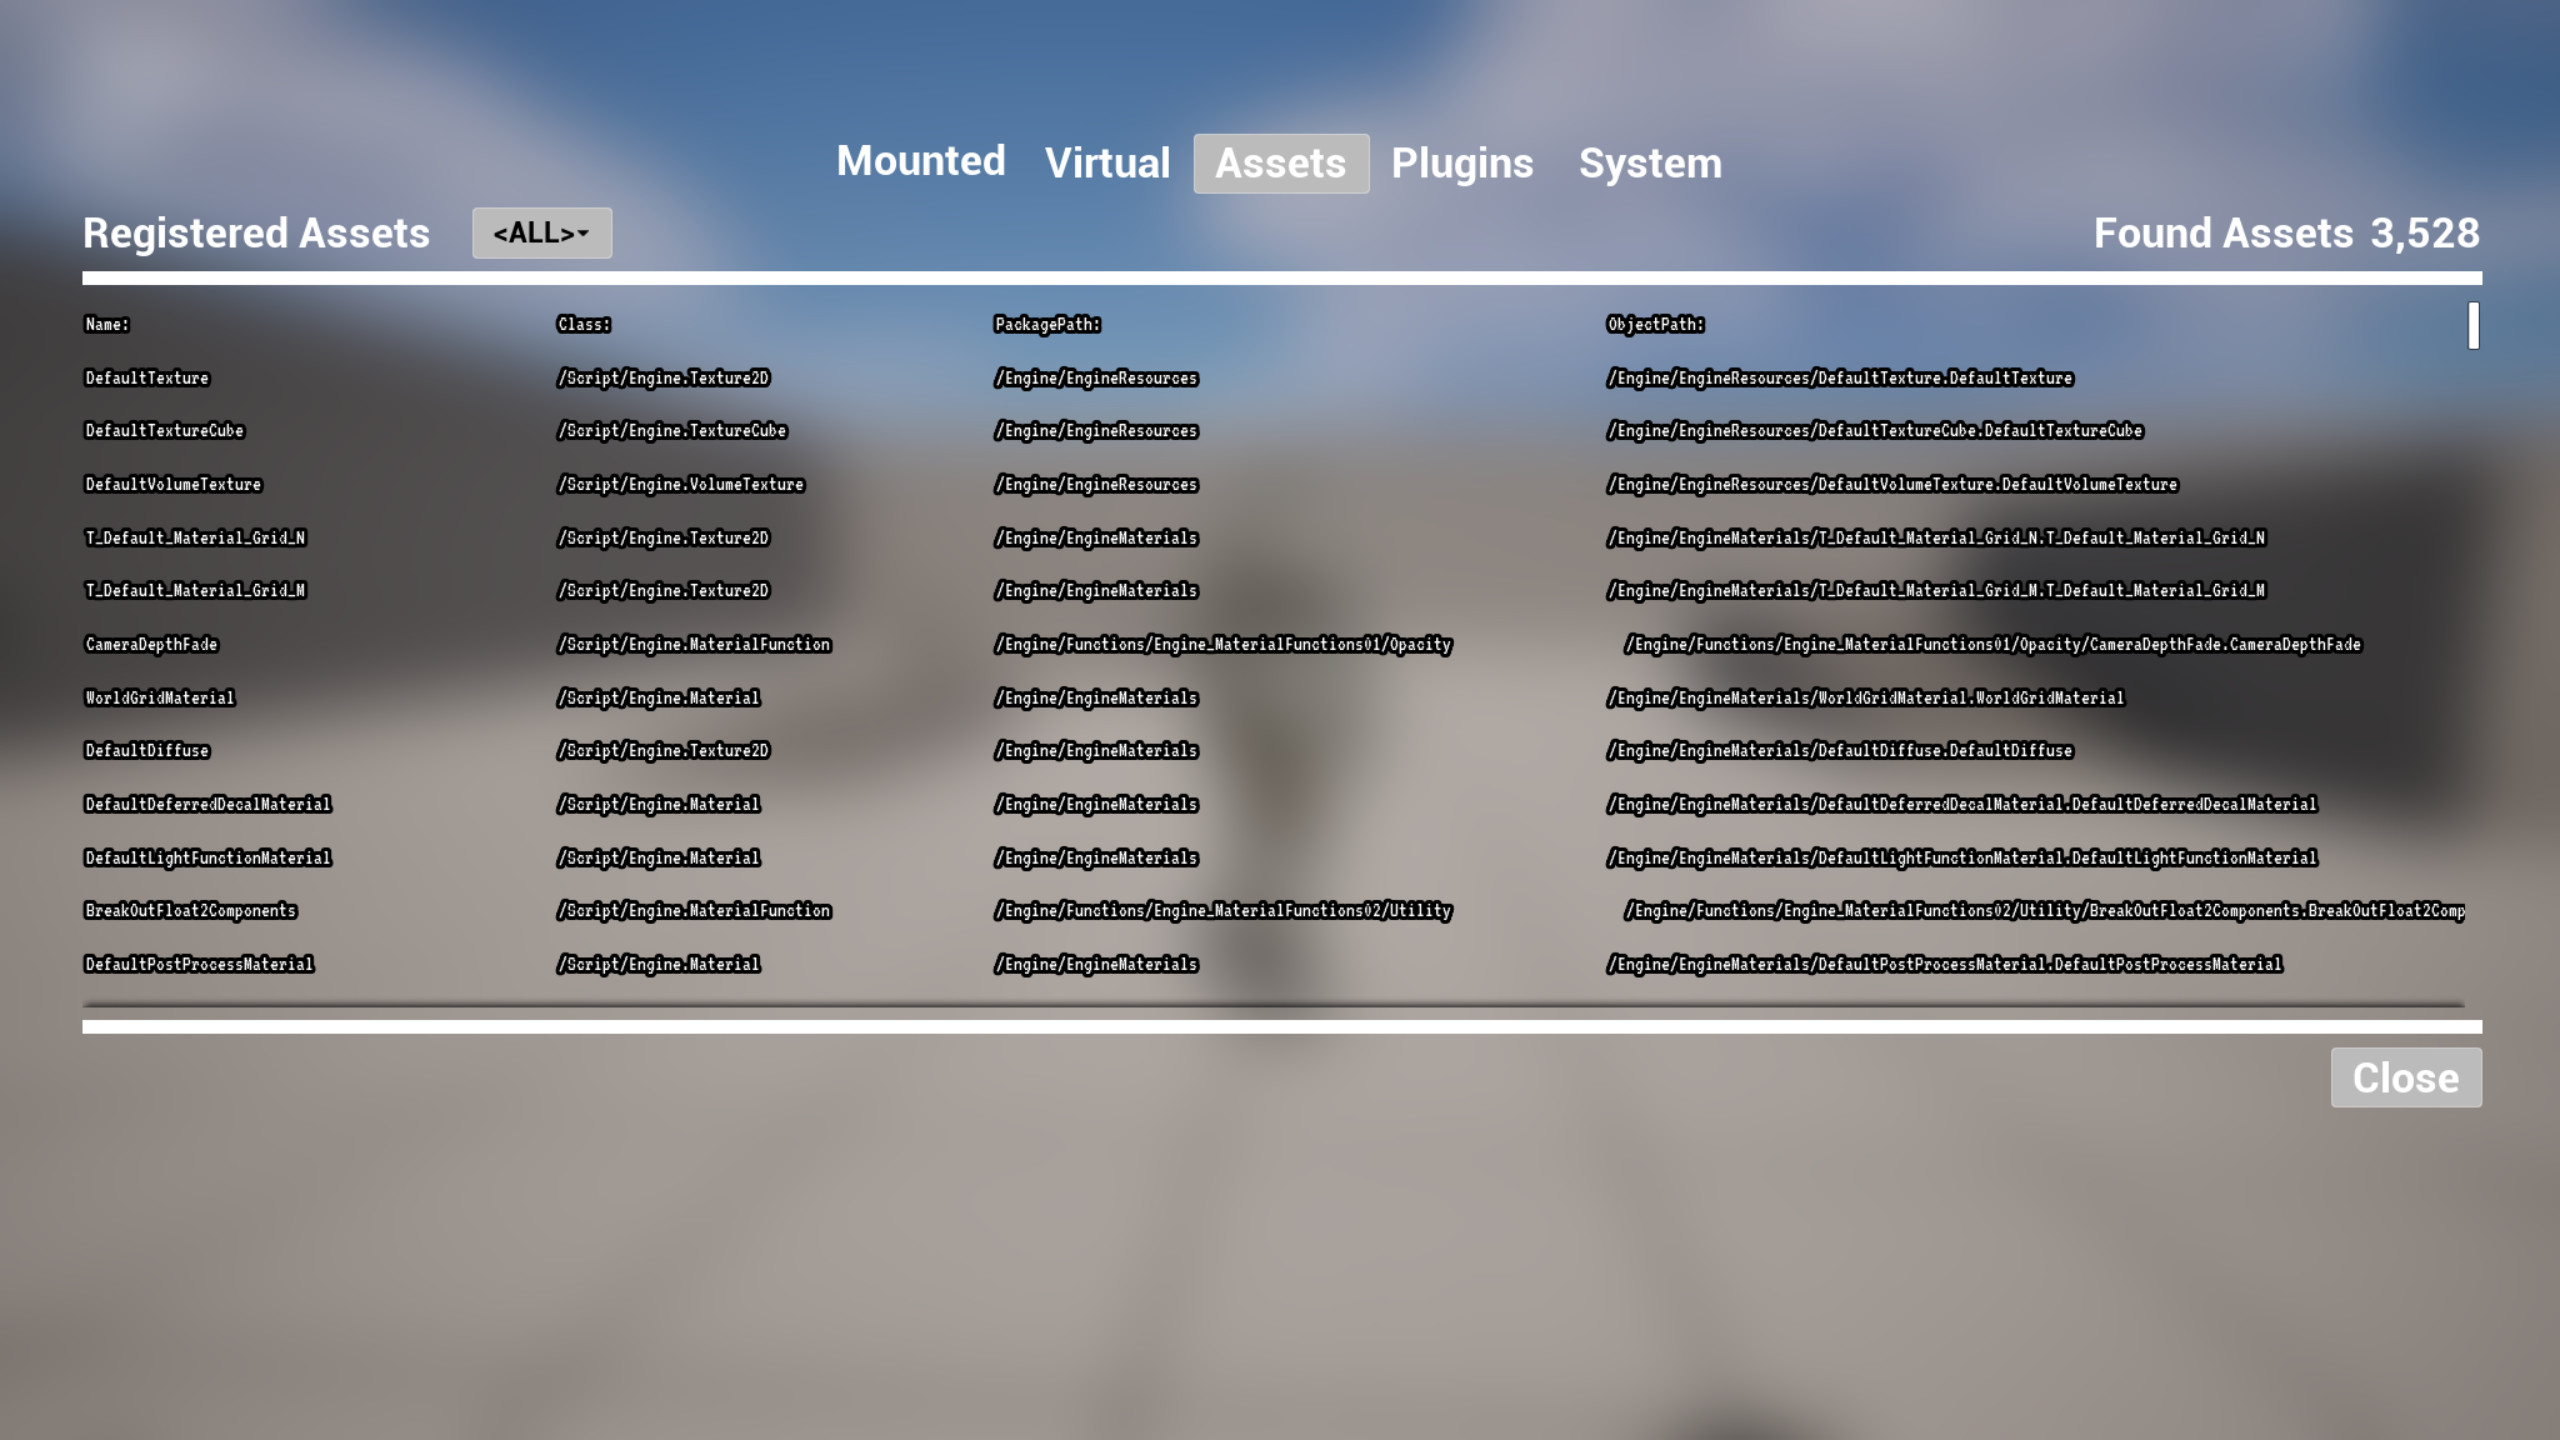 Mounted Virtual Assets Plugins System
Registered Assets <ALL> Found Assets 3,528
Name: Class: PackagePath: ObjectPath:
DefaultTexture /Script/Engine.Texture2D /Engine/EngineResources /Engine/EngineResources/DefaultTexture.DefaultTexture
DefaultTextureCube /Script/Engine.TextureCube /Engine/EngineResources /Engine/EngineResources/DefaultTextureCube.DefaultTextureCube
DefaultVolumeTexture /Script/Engine.VolumeTexture /Engine/EngineResources /Engine/EngineResources/DefaultVolumeTexture.DefaultVolumeTexture
T_Default_Material_Grid_N /Script/Engine.Texture2D /Engine/EngineMaterials /Engine/EngineMaterials/T_Default_Material_Grid_N.T_Default_Material_Grid_N
T_Default_Material_Grid_M /Script/Engine.Texture2D /Engine/EngineMaterials /Engine/EngineMaterials/T_Default_Material_Grid_M.T_Default_Material_Grid_M
CameraDepthFade /Script/Engine.MaterialFunction /Engine/Functions/Engine_MaterialFunctions01/Opacity /Engine/Functions/Engine_MaterialFunctions01/Opacity/CameraDepthFade.CameraDepthFade
WorldGridMaterial /Script/Engine.Material /Engine/EngineMaterials /Engine/EngineMaterials/WorldGridMaterial.WorldGridMaterial
DefaultDiffuse /Script/Engine.Texture2D /Engine/EngineMaterials /Engine/EngineMaterials/DefaultDiffuse.DefaultDiffuse
DefaultDeferredDecalMaterial /Script/Engine.Material /Engine/EngineMaterials /Engine/EngineMaterials/DefaultDeferredDecalMaterial.DefaultDeferredDecalMaterial
DefaultLightFunctionMaterial /Script/Engine.Material /Engine/EngineMaterials /Engine/EngineMaterials/DefaultLightFunctionMaterial.DefaultLightFunctionMaterial
BreakOutFloat2Components /Script/Engine.MaterialFunction /Engine/Functions/Engine_MaterialFunctions02/Utility /Engine/Functions/Engine_MaterialFunctions02/Utility/BreakOutFloat2Components.BreakOutFloat2Comp
DefaultPostProcessMaterial /Script/Engine.Material /Engine/EngineMaterials /Engine/EngineMaterials/DefaultPostProcessMaterial.DefaultPostProcessMaterial
Close